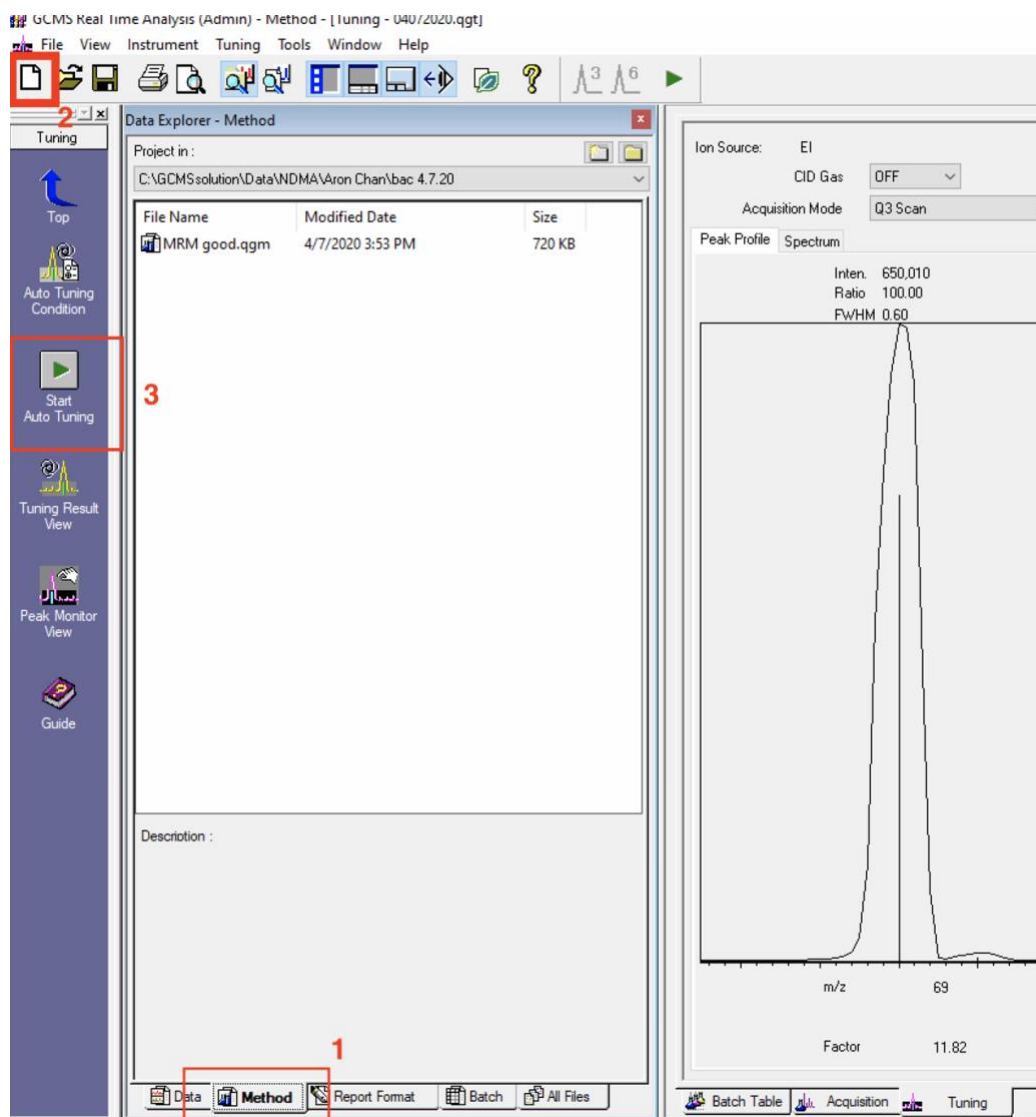 GCMS Real Time Analysis (Admin) - Method - [Tuning - 04072020.qgt]
File View Instrument Tuning Tools Window Help
3 6
2
Tuning
Top
Auto Tuning
Condition
Start
Auto Tuning
3
Tuning Result
View
Peak Monitor
View
Guide
Data Explorer - Method
Project in :
C:\GCMSsolution\Data\NDMA\Aron Chan\bac 4.7.20
File Name Modified Date Size
MRM good.qgm 4/7/2020 3:53 PM 720 KB
Description :
1
Data Method Report Format Batch All Files
Ion Source: EI
CID Gas OFF
Acquisition Mode Q3 Scan
Peak Profile Spectrum
Inten. 650,010
Ratio 100.00
FWHM 0.60
m/z 69
Factor 11.82
Batch Table Acquisition Tuning